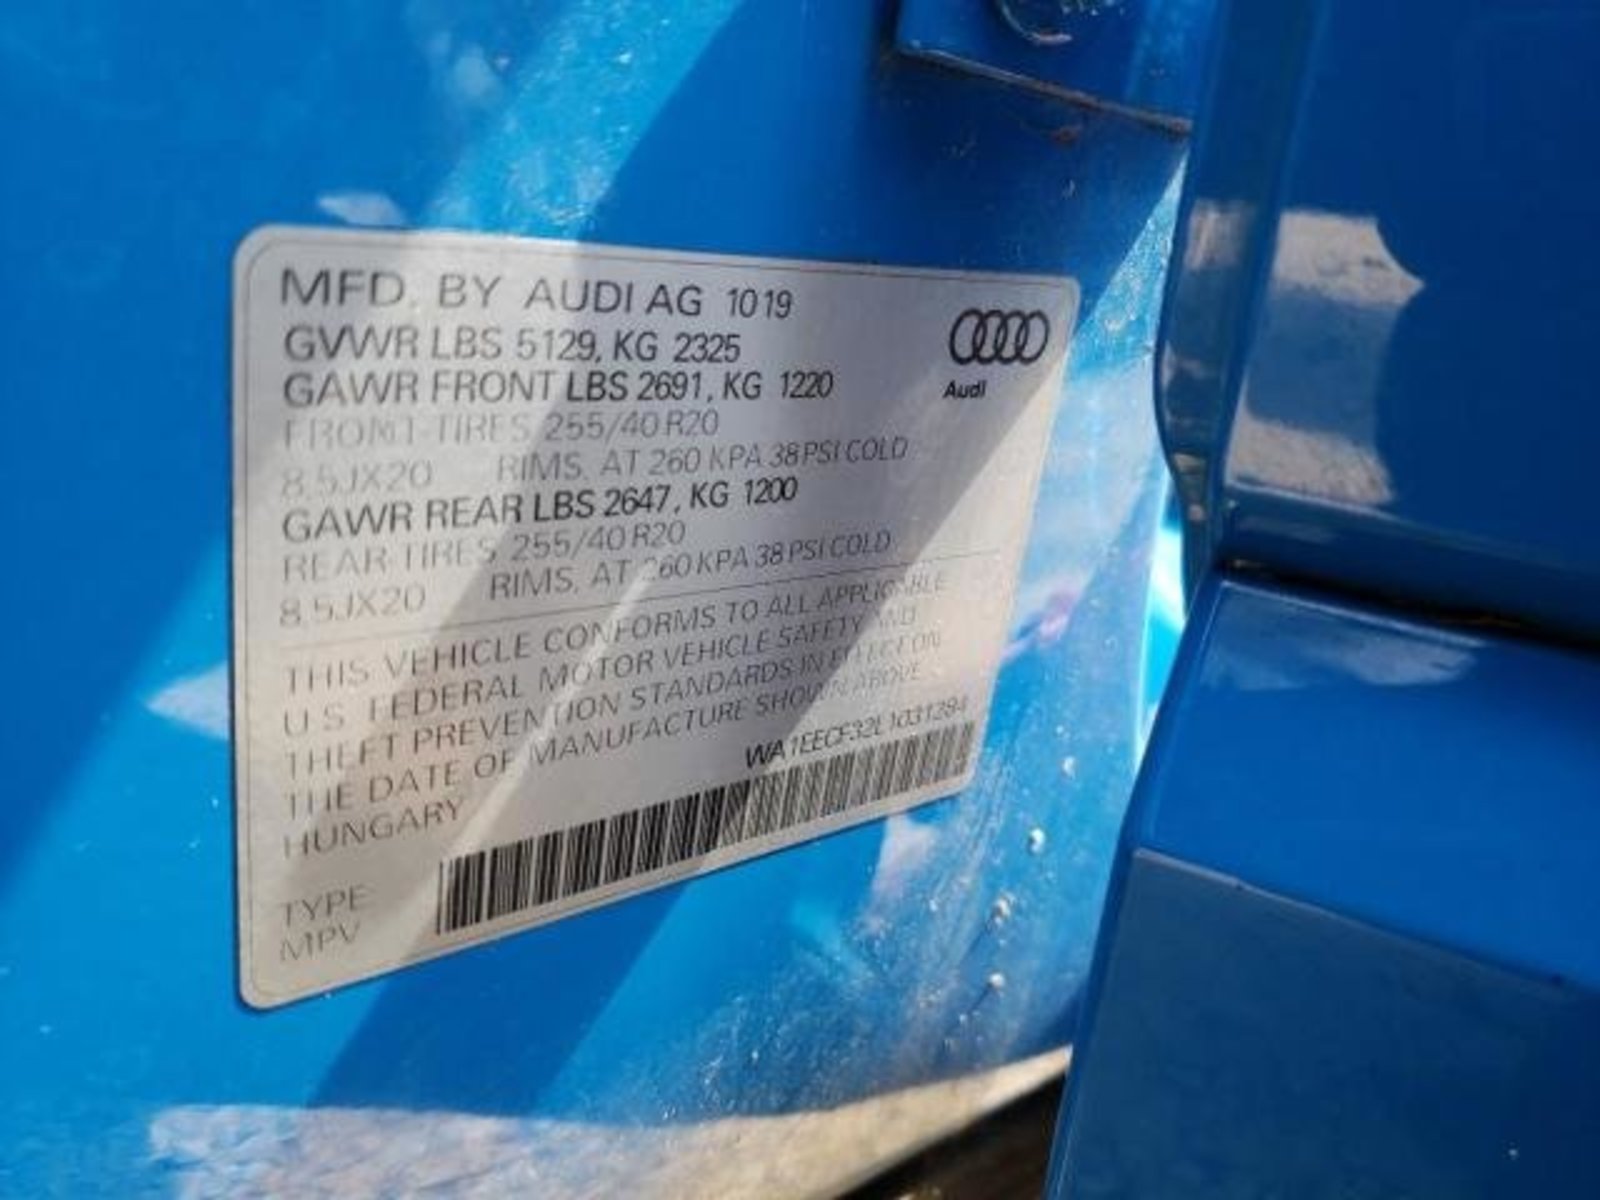 MFD. BY AUDI AG 1019
GVWR LBS 5129, KG 2325
GAWR FRONT LBS 2691, KG 1220
FRONT-TIRES 255/40 R20
8.5JX20 RIMS, AT 260 KPA 38 PSI COLD
GAWR REAR LBS 2647, KG 1200
REAR-TIRES 255/40 R20
8.5JX20 RIMS, AT 260 KPA 38 PSI COLD
Audi
THIS VEHICLE CONFORMS TO ALL APPLICABLE
U.S. FEDERAL MOTOR VEHICLE SAFETY AND
THEFT PREVENTION STANDARDS IN EFFECT ON
THE DATE OF MANUFACTURE SHOWN ABOVE
HUNGARY
WA1EECF32L1031284
TYPE
MPV